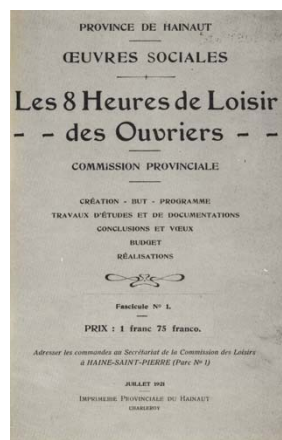 PROVINCE DE HAINAUT
ŒUVRES SOCIALES
Les 8 Heures de Loisir
- - des Ouvriers - -
COMMISSION PROVINCIALE
CRÉATION - BUT - PROGRAMME
TRAVAUX D'ÉTUDES ET DE DOCUMENTATIONS
CONCLUSIONS ET VŒUX
BUDGET
RÉALISATIONS
Fascicule N° 1.
PRIX : 1 franc 75 franco.
Adresser les commandes au Secrétariat de la Commission des Loisirs
à HAINE-SAINT-PIERRE (Parc N° 1)
JUILLET 1921
IMPRIMERIE PROVINCIALE DU HAINAUT
CHARLEROY